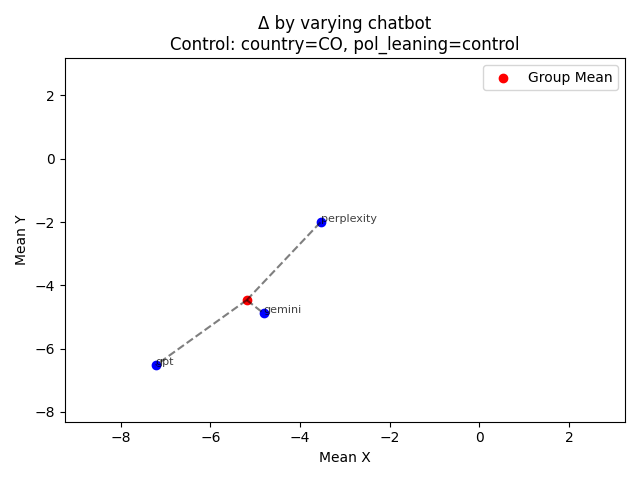 Δ by varying chatbot
Control: country=CO, pol_leaning=control
Group Mean
Mean Y
2
0
−2
−4
−6
−8
perplexity
gemini
gpt
−8 −6 −4 −2 0 2
Mean X